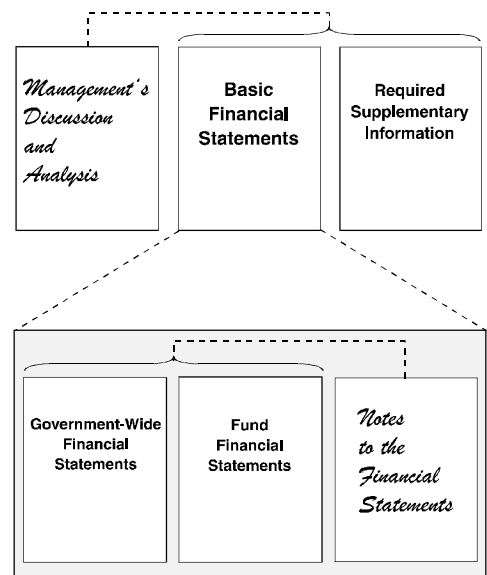 Management's
Discussion
and
Analysis
Basic
Financial
Statements
Required
Supplementary
Information
Government-Wide
Financial
Statements
Fund
Financial
Statements
Notes
to the
Financial
Statements